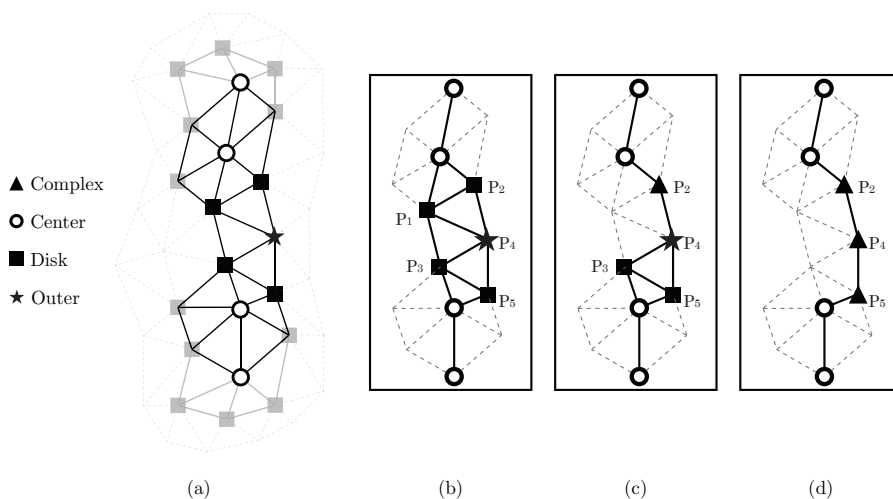 Complex
Center
Disk
Outer
P2
P1
P4
P3
P5
P2
P4
P3
P5
P2
P4
P5
(a)
(b)
(c)
(d)